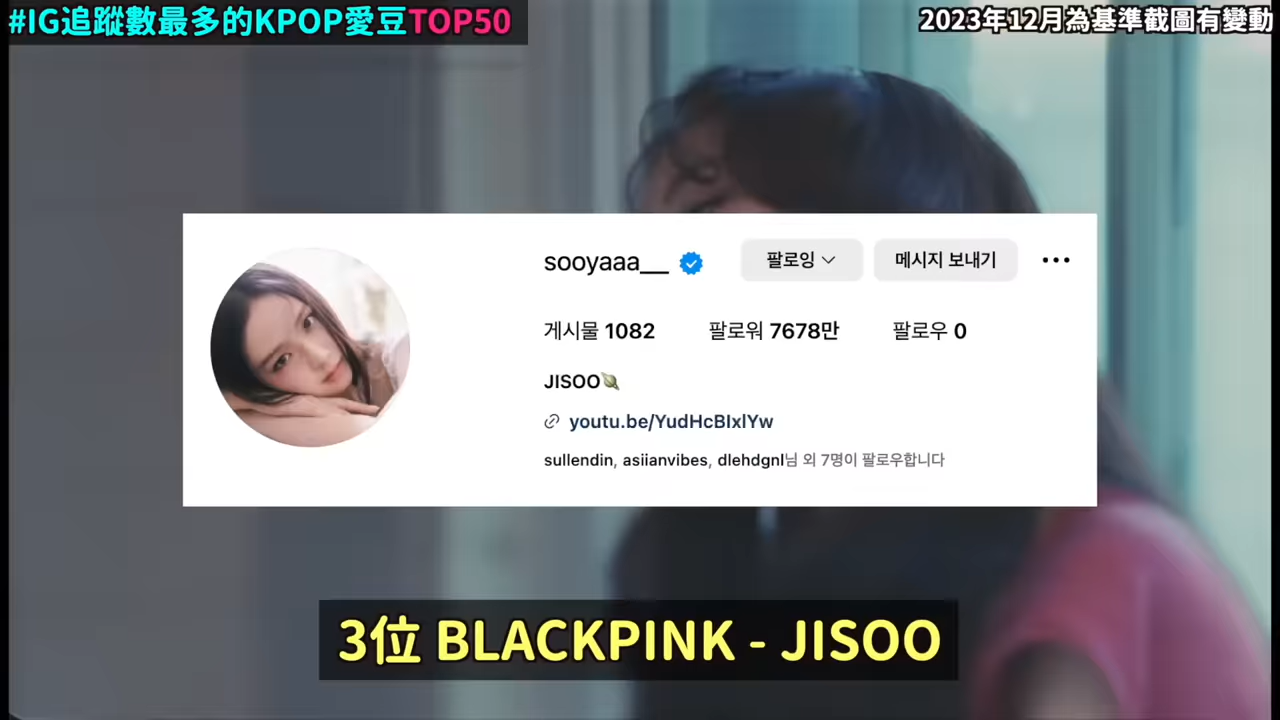 #IG追蹤數最多的KPOP愛豆TOP50
2023年12月為基準截圖有變動
sooyaaa__
팔로잉
메시지 보내기
게시물 1082 팔로워 7678만 팔로우 0
JISOO
youtu.be/YudHcBIxlYw
sullendin, asiianvibes, dlehdgnl님 외 7명이 팔로우합니다
3位 BLACKPINK - JISOO